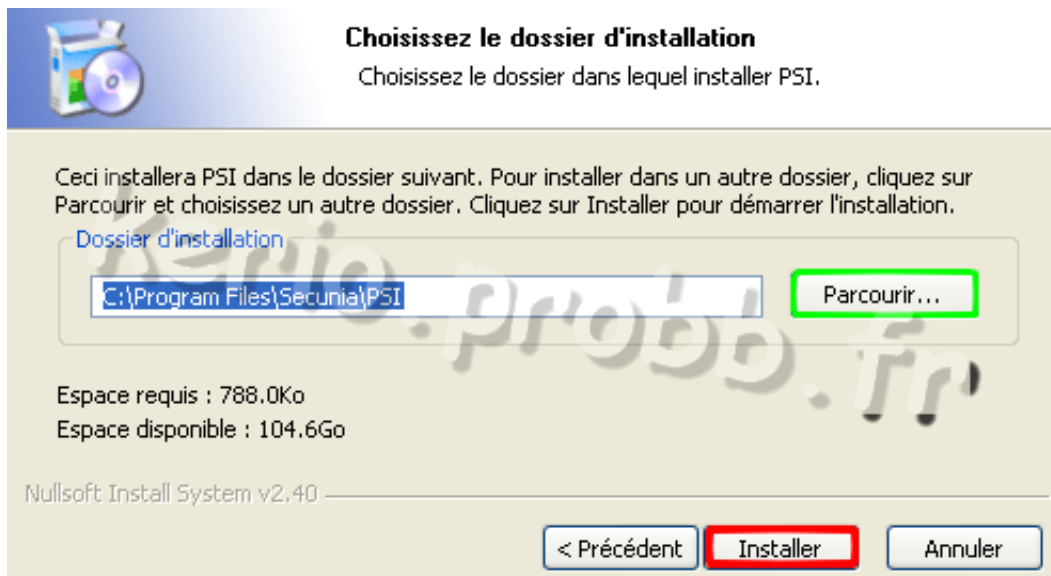 Choisissez le dossier d'installation
Choisissez le dossier dans lequel installer PSI.
Ceci installera PSI dans le dossier suivant. Pour installer dans un autre dossier, cliquez sur
Parcourir et choisissez un autre dossier. Cliquez sur Installer pour démarrer l'installation.
Dossier d'installation
C:\Program Files\Secunia\PSI
Parcourir...
kerio.probb.fr
Espace requis : 788.0Ko
Espace disponible : 104.6Go
Nullsoft Install System v2.40
< Précédent
Installer
Annuler